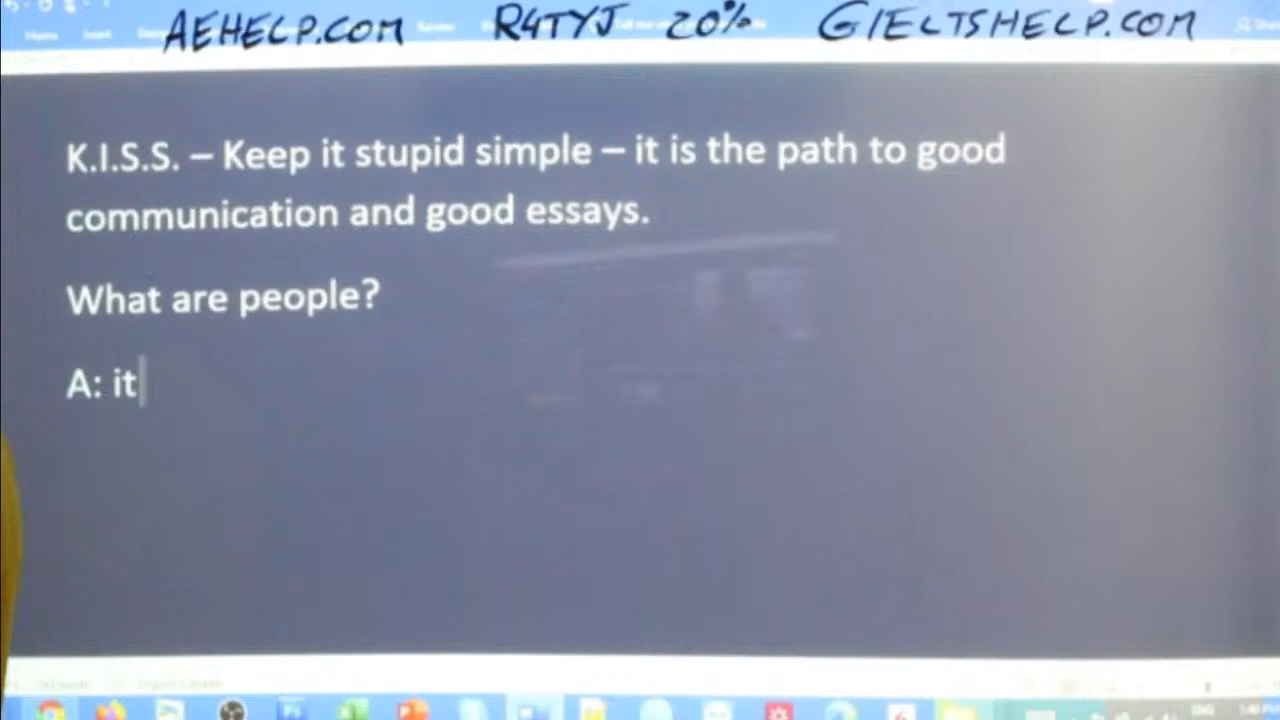 AEHELP.COM R4TYJ 20% GIELTSHELP.COM
K.I.S.S. – Keep it stupid simple – it is the path to good
communication and good essays.
What are people?
A: it